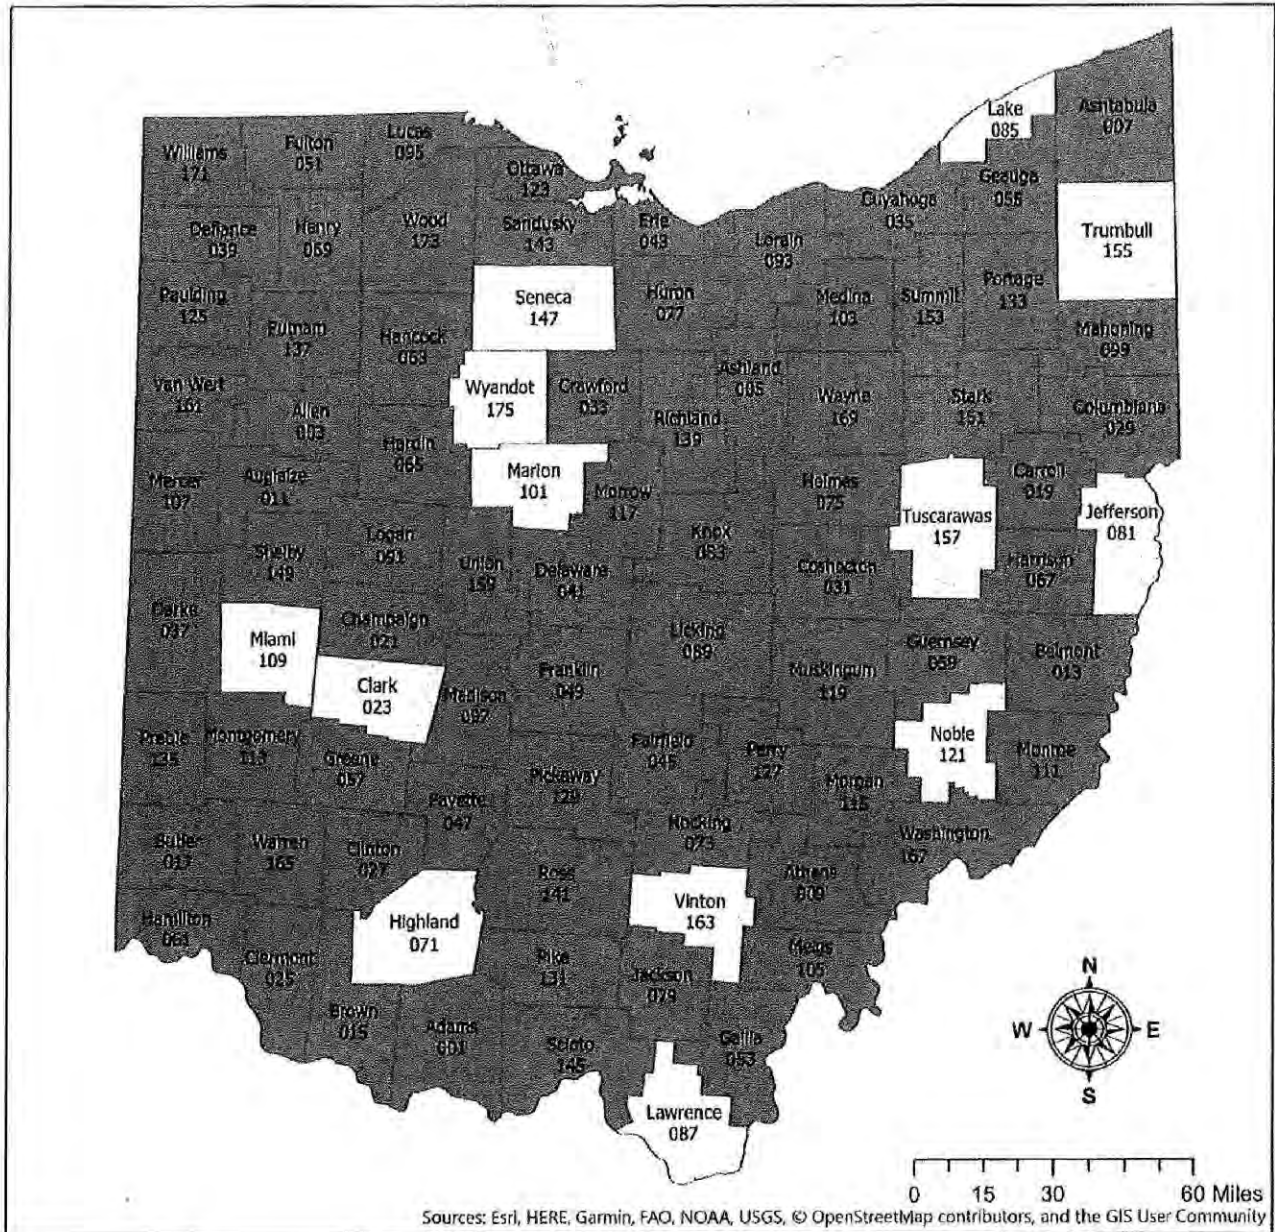 Lake
085
Ashtabula
007
Lucas
095
Fulton
051
Williams
171
Ottawa
123
Geauga
055
Cuyahoga
035
Erie
043
Sandusky
143
Wood
173
Henry
069
Defiance
039
Lorain
093
Trumbull
155
Portage
133
Summit
153
Medina
103
Huron
077
Seneca
147
Paulding
125
Putnam
137
Hancock
063
Mahoning
099
Ashland
005
Wyandot
175
Crawford
033
Van Wert
161
Allen
003
Richland
139
Wayne
169
Stark
151
Columbiana
029
Hardin
065
Marion
101
Morrow
117
Mercer
107
Auglaize
011
Holmes
075
Carroll
019
Tuscarawas
157
Jefferson
081
Logan
091
Knox
083
Shelby
149
Union
159
Delaware
041
Coshocton
031
Harrison
067
Darke
037
Miami
109
Champaign
021
Licking
089
Guernsey
059
Belmont
013
Franklin
049
Muskingum
119
Clark
023
Madison
097
Preble
135
Montgomery
113
Greene
057
Fairfield
045
Perry
127
Noble
121
Monroe
111
Pickaway
129
Morgan
115
Fayette
047
Hocking
073
Washington
167
Butler
017
Warren
165
Clinton
027
Ross
141
Athens
009
Vinton
163
Highland
071
Hamilton
061
Clermont
025
Pike
131
Jackson
079
Meigs
105
Brown
015
Adams
001
Scioto
145
Gallia
053
Lawrence
087
N
W E
S
0 15 30 60 Miles
Sources: Esri, HERE, Garmin, FAO, NOAA, USGS, © OpenStreetMap contributors, and the GIS User Community